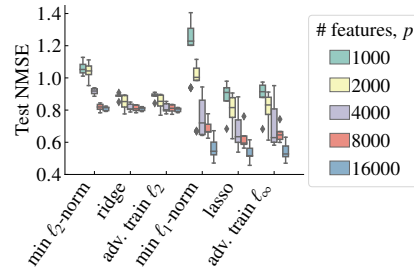 Test NMSE
1.4
1.2
1.0
0.8
0.6
0.4
min ℓ2-norm
ridge
adv. train ℓ2
min ℓ1-norm
lasso
adv. train ℓ∞
# features, p
1000
2000
4000
8000
16000